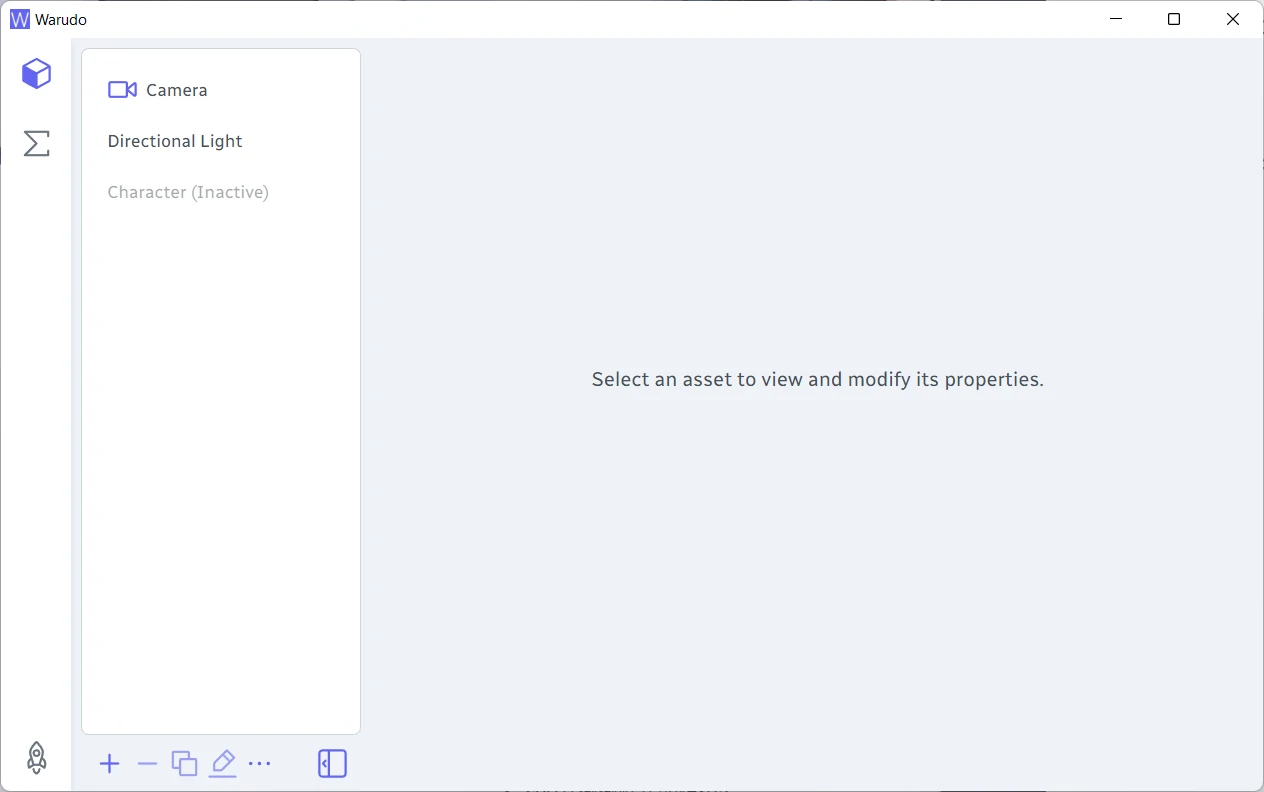 Warudo
Camera
Directional Light
Character (Inactive)
Select an asset to view and modify its properties.